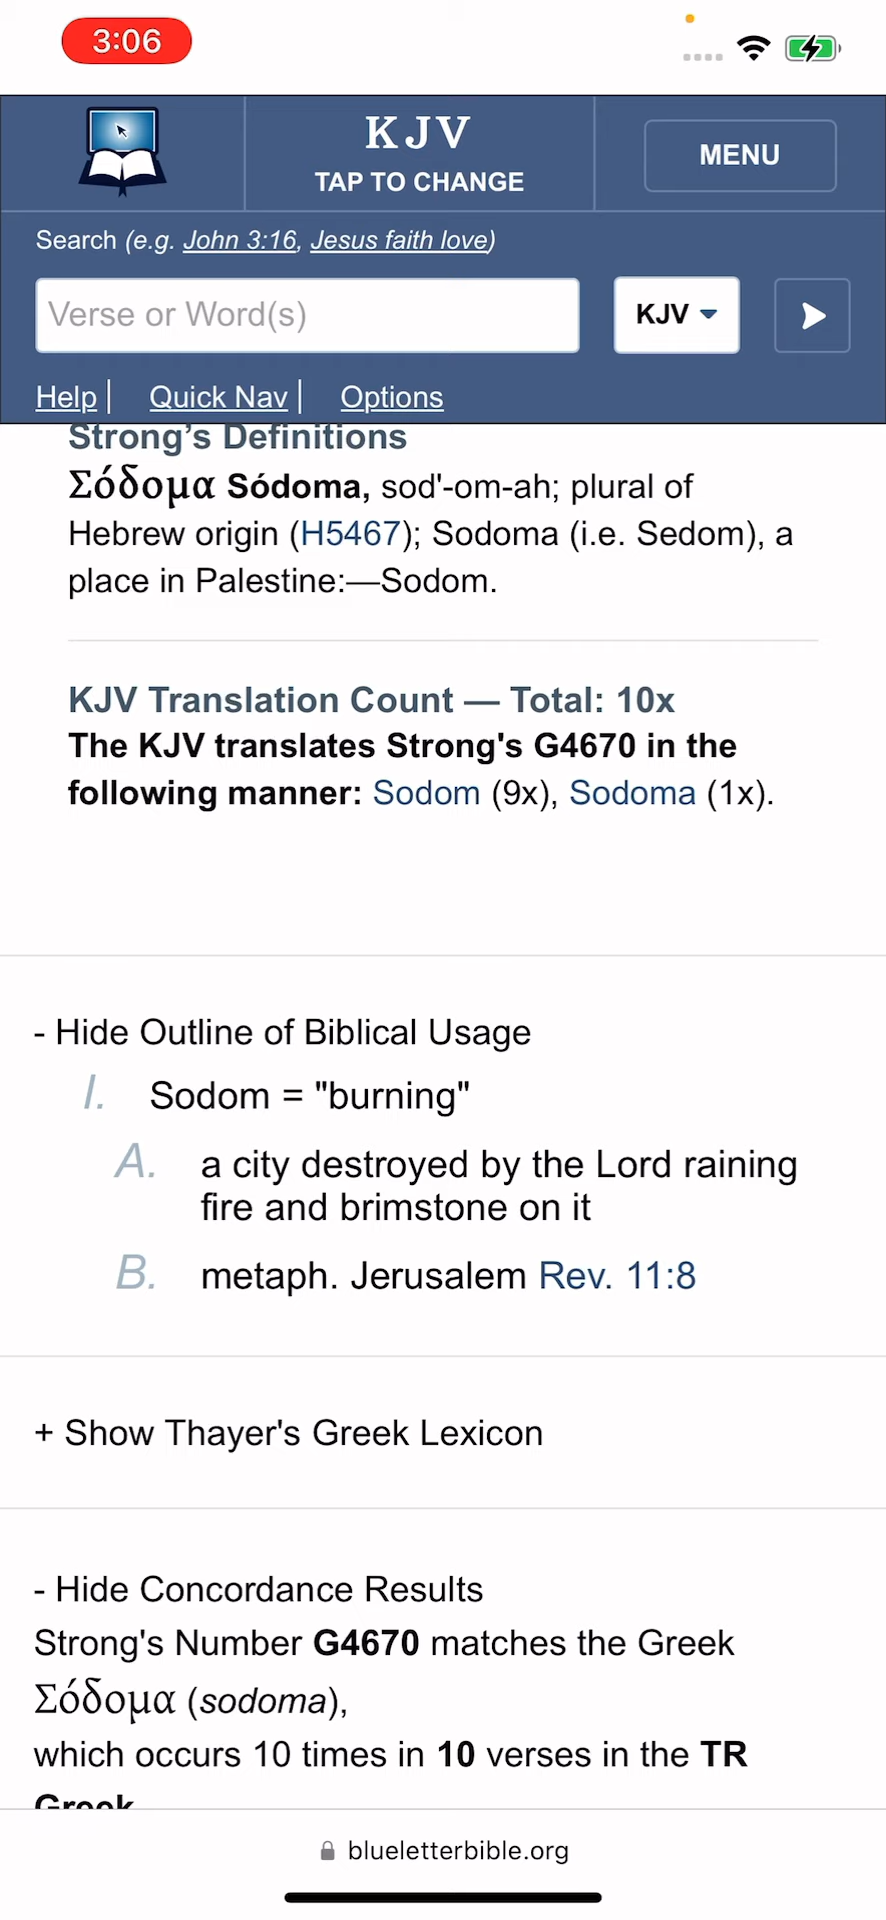 3:06
KJV
TAP TO CHANGE
MENU
Search (e.g. John 3:16, Jesus faith love)
Verse or Word(s)
KJV
Help | Quick Nav | Options
Strong's Definitions
Σόδομα Sódoma, sod'-om-ah; plural of
Hebrew origin (H5467); Sodoma (i.e. Sedom), a
place in Palestine:—Sodom.
KJV Translation Count — Total: 10x
The KJV translates Strong's G4670 in the
following manner: Sodom (9x), Sodoma (1x).
- Hide Outline of Biblical Usage
I. Sodom = "burning"
A. a city destroyed by the Lord raining
fire and brimstone on it
B. metaph. Jerusalem Rev. 11:8
+ Show Thayer's Greek Lexicon
- Hide Concordance Results
Strong's Number G4670 matches the Greek
Σόδομα (sodoma),
which occurs 10 times in 10 verses in the TR
Greek
blueletterbible.org